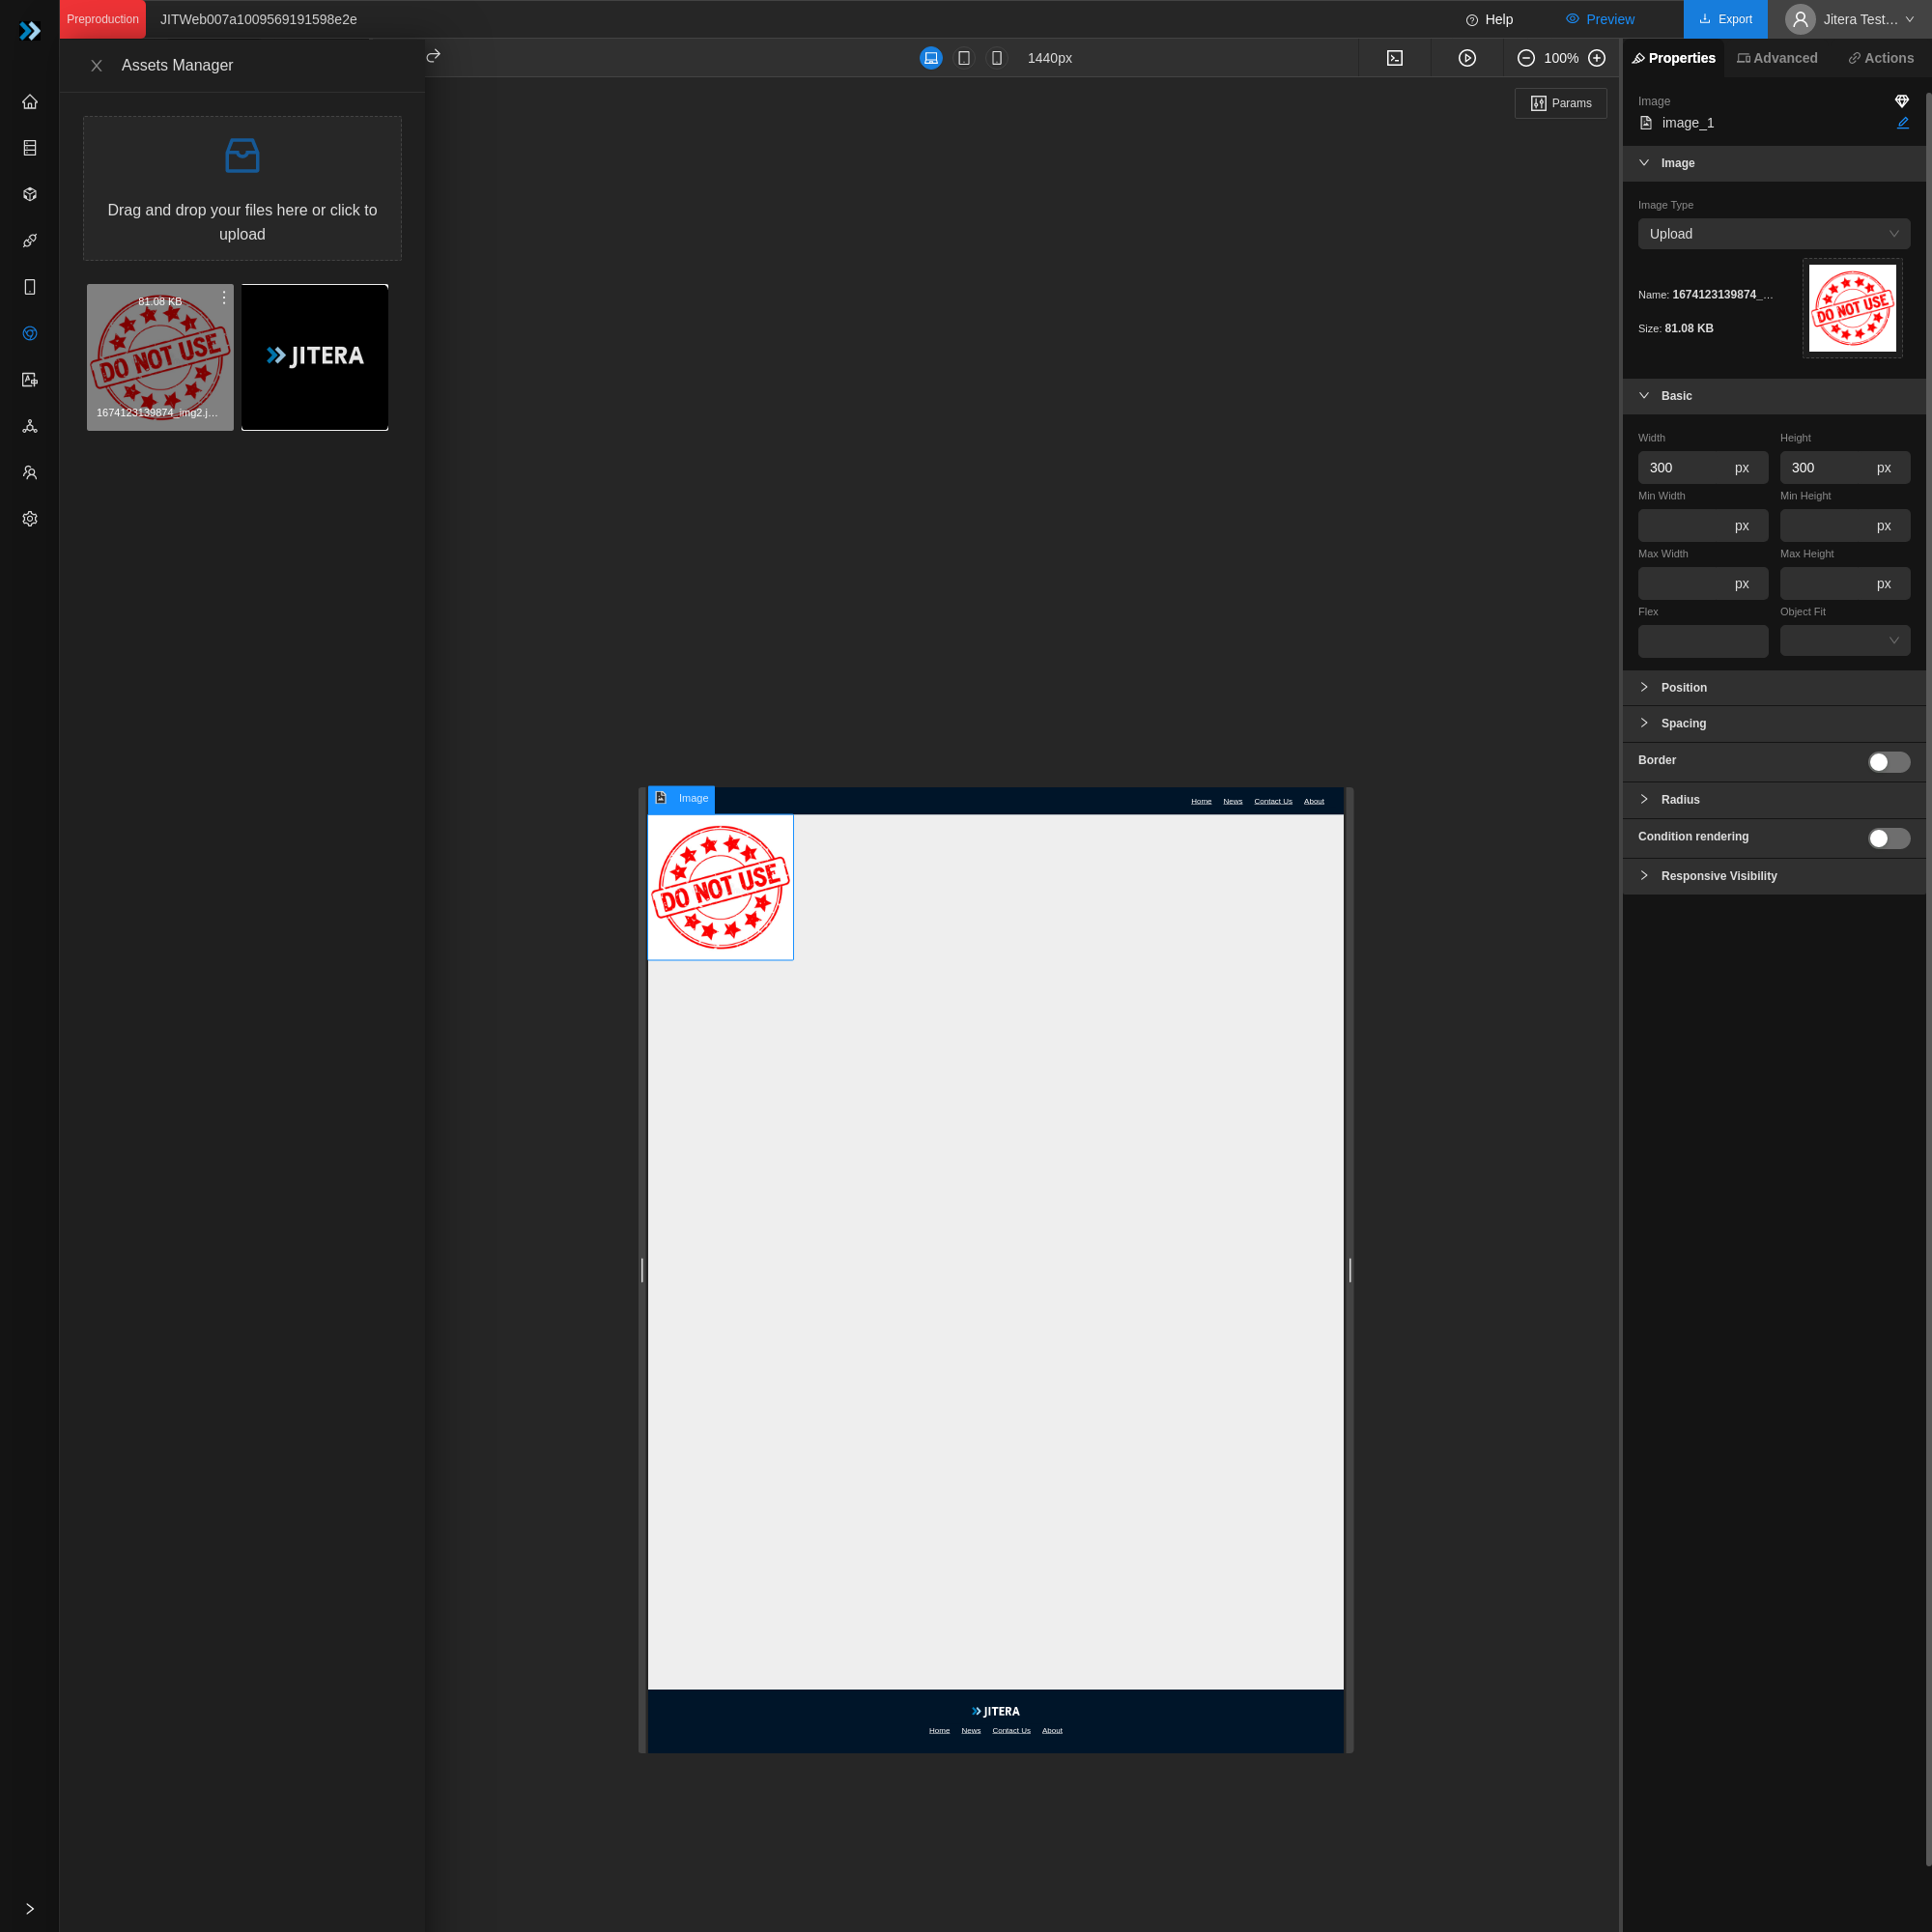 Preproduction
JITWeb007a1009569191598e2e
Help
Preview
Export
Jitera Test…
Assets Manager
1440px
100%
Properties
Advanced
Actions
Params
Drag and drop your files here or click to
upload
81.08 KB
DO NOT USE
1674123139874_img2.j…
JITERA
Image
image_1
Image
Image Type
Upload
Name: 1674123139874_…
Size: 81.08 KB
DO NOT USE
Basic
Width
Height
300 px
300 px
Min Width
Min Height
px
px
Max Width
Max Height
px
px
Flex
Object Fit
Position
Spacing
Border
Radius
Condition rendering
Responsive Visibility
Image
Home News Contact Us About
DO NOT USE
JITERA
Home News Contact Us About